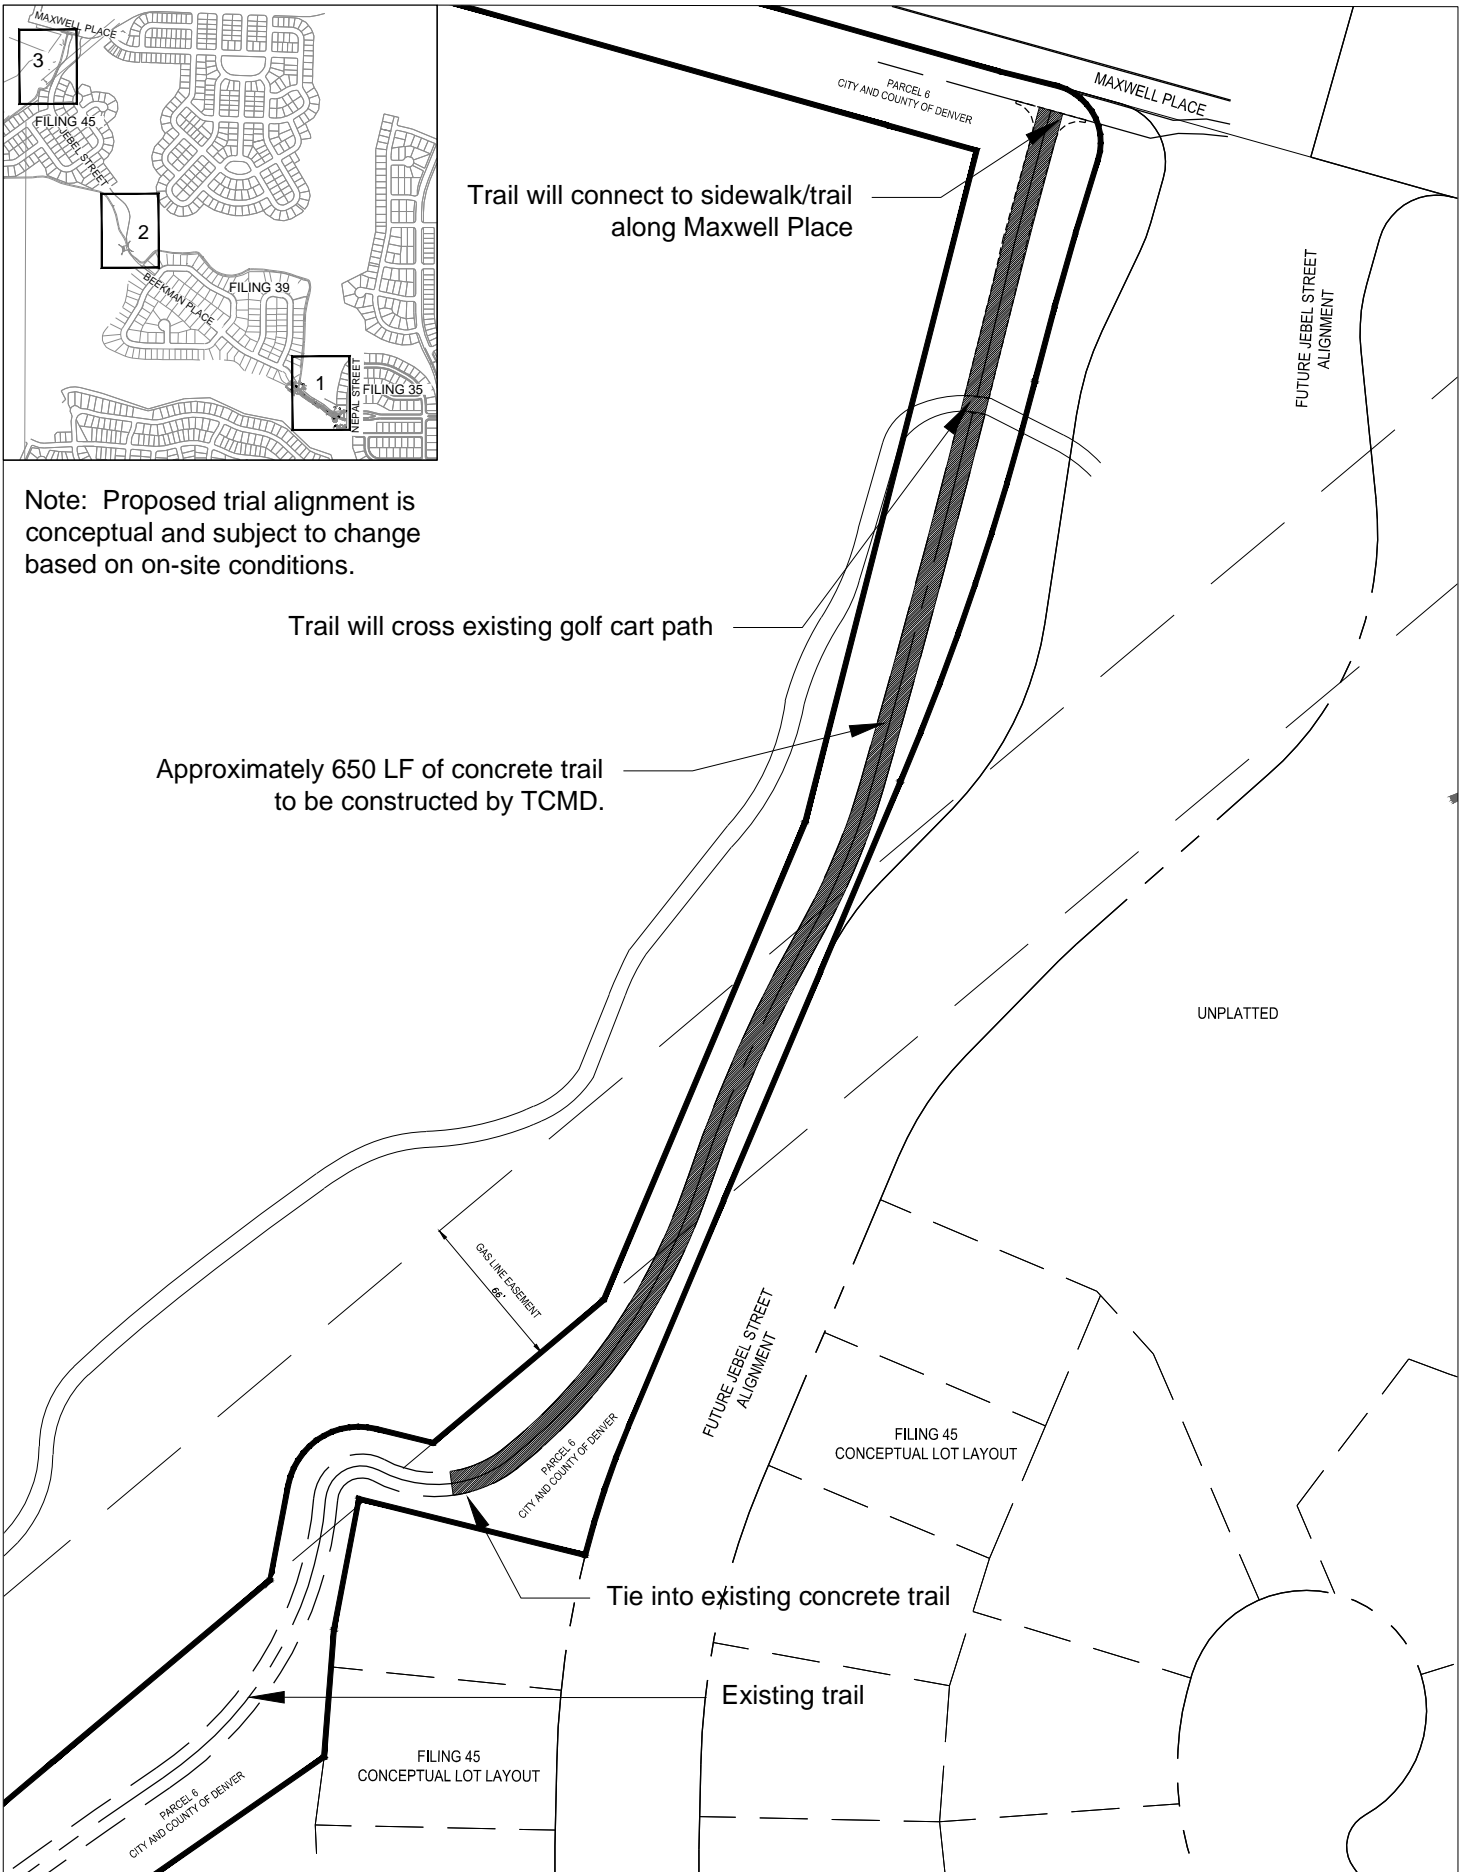 MAXWELL PLACE
3
FILING 45
JEBEL STREET
2
BEEKMAN PLACE
FILING 39
1
NEPAL STREET
FILING 35
PARCEL 6
CITY AND COUNTY OF DENVER
MAXWELL PLACE
Trail will connect to sidewalk/trail
along Maxwell Place
FUTURE JEBEL STREET
ALIGNMENT
Note:  Proposed trial alignment is
conceptual and subject to change
based on on-site conditions.
Trail will cross existing golf cart path
Approximately 650 LF of concrete trail
to be constructed by TCMD.
UNPLATTED
GAS LINE EASEMENT
66'
FUTURE JEBEL STREET
ALIGNMENT
FILING 45
CONCEPTUAL LOT LAYOUT
PARCEL 6
CITY AND COUNTY OF DENVER
Tie into existing concrete trail
Existing trail
FILING 45
CONCEPTUAL LOT LAYOUT
PARCEL 6
CITY AND COUNTY OF DENVER